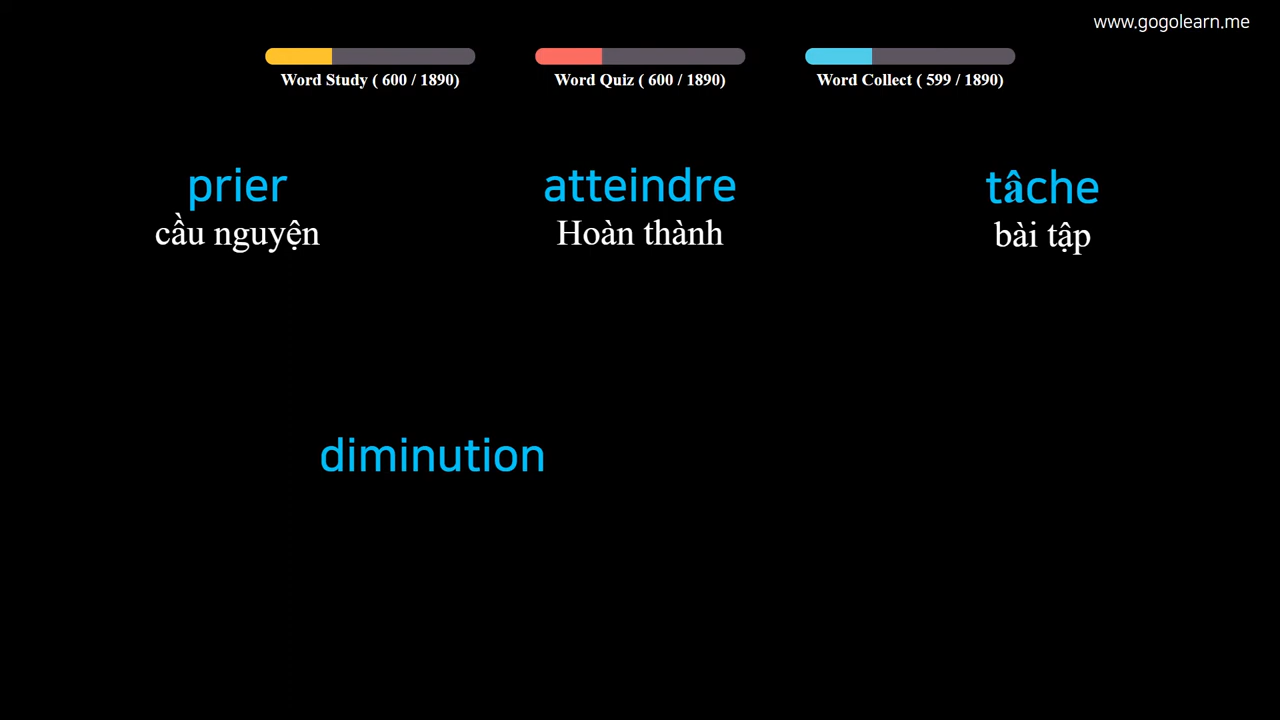 www.gogolearn.me
Word Study ( 600 / 1890)
Word Quiz ( 600 / 1890)
Word Collect ( 599 / 1890)
prier
cầu nguyện
atteindre
Hoàn thành
tâche
bài tập
diminution